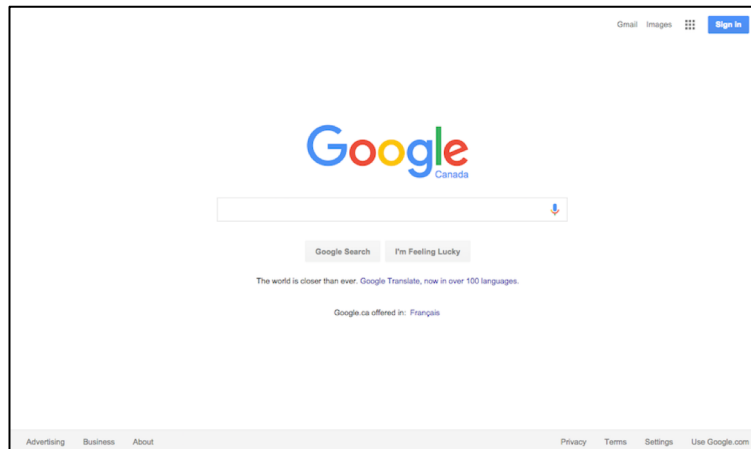 Gmail Images Sign in
Google
Canada
Google Search I'm Feeling Lucky
The world is closer than ever. Google Translate, now in over 100 languages.
Google.ca offered in: Français
Advertising Business About Privacy Terms Settings Use Google.com